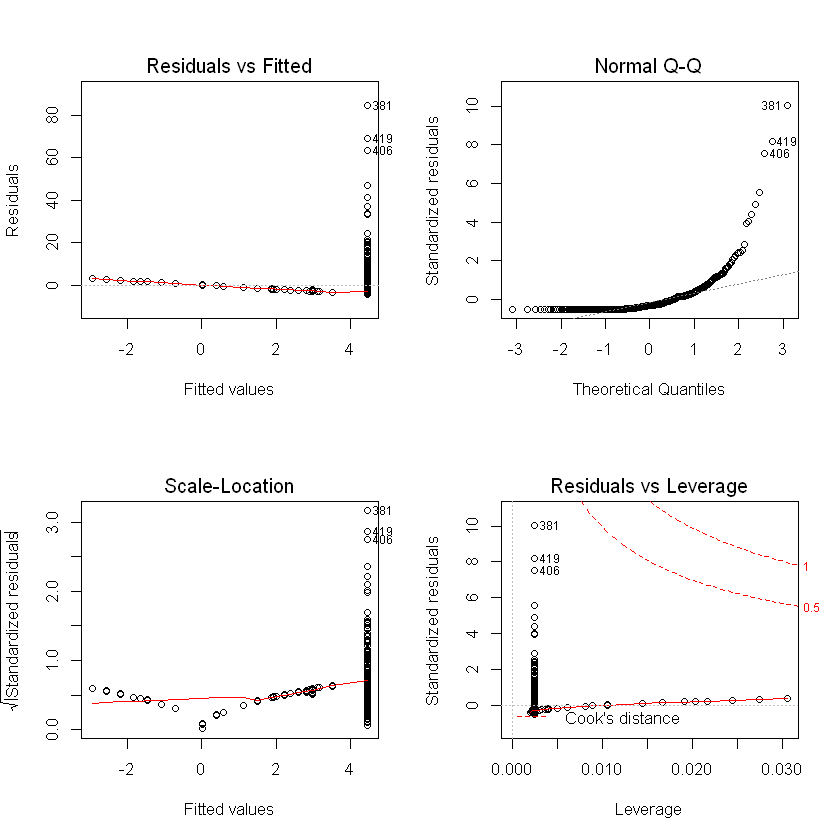 Residuals vs Fitted
80
60
40
20
0
381
419
406
-2 0 2 4
Residuals
Fitted values
Normal Q-Q
10
8
6
4
2
0
381
419
406
-3 -2 -1 0 1 2 3
Standardized residuals
Theoretical Quantiles
Scale-Location
3.0
2.0
1.0
0.0
381
419
406
-2 0 2 4
√|Standardized residuals|
Fitted values
Residuals vs Leverage
10
8
6
4
2
0
381
419
406
1
0.5
Cook's distance
0.000 0.010 0.020 0.030
Standardized residuals
Leverage